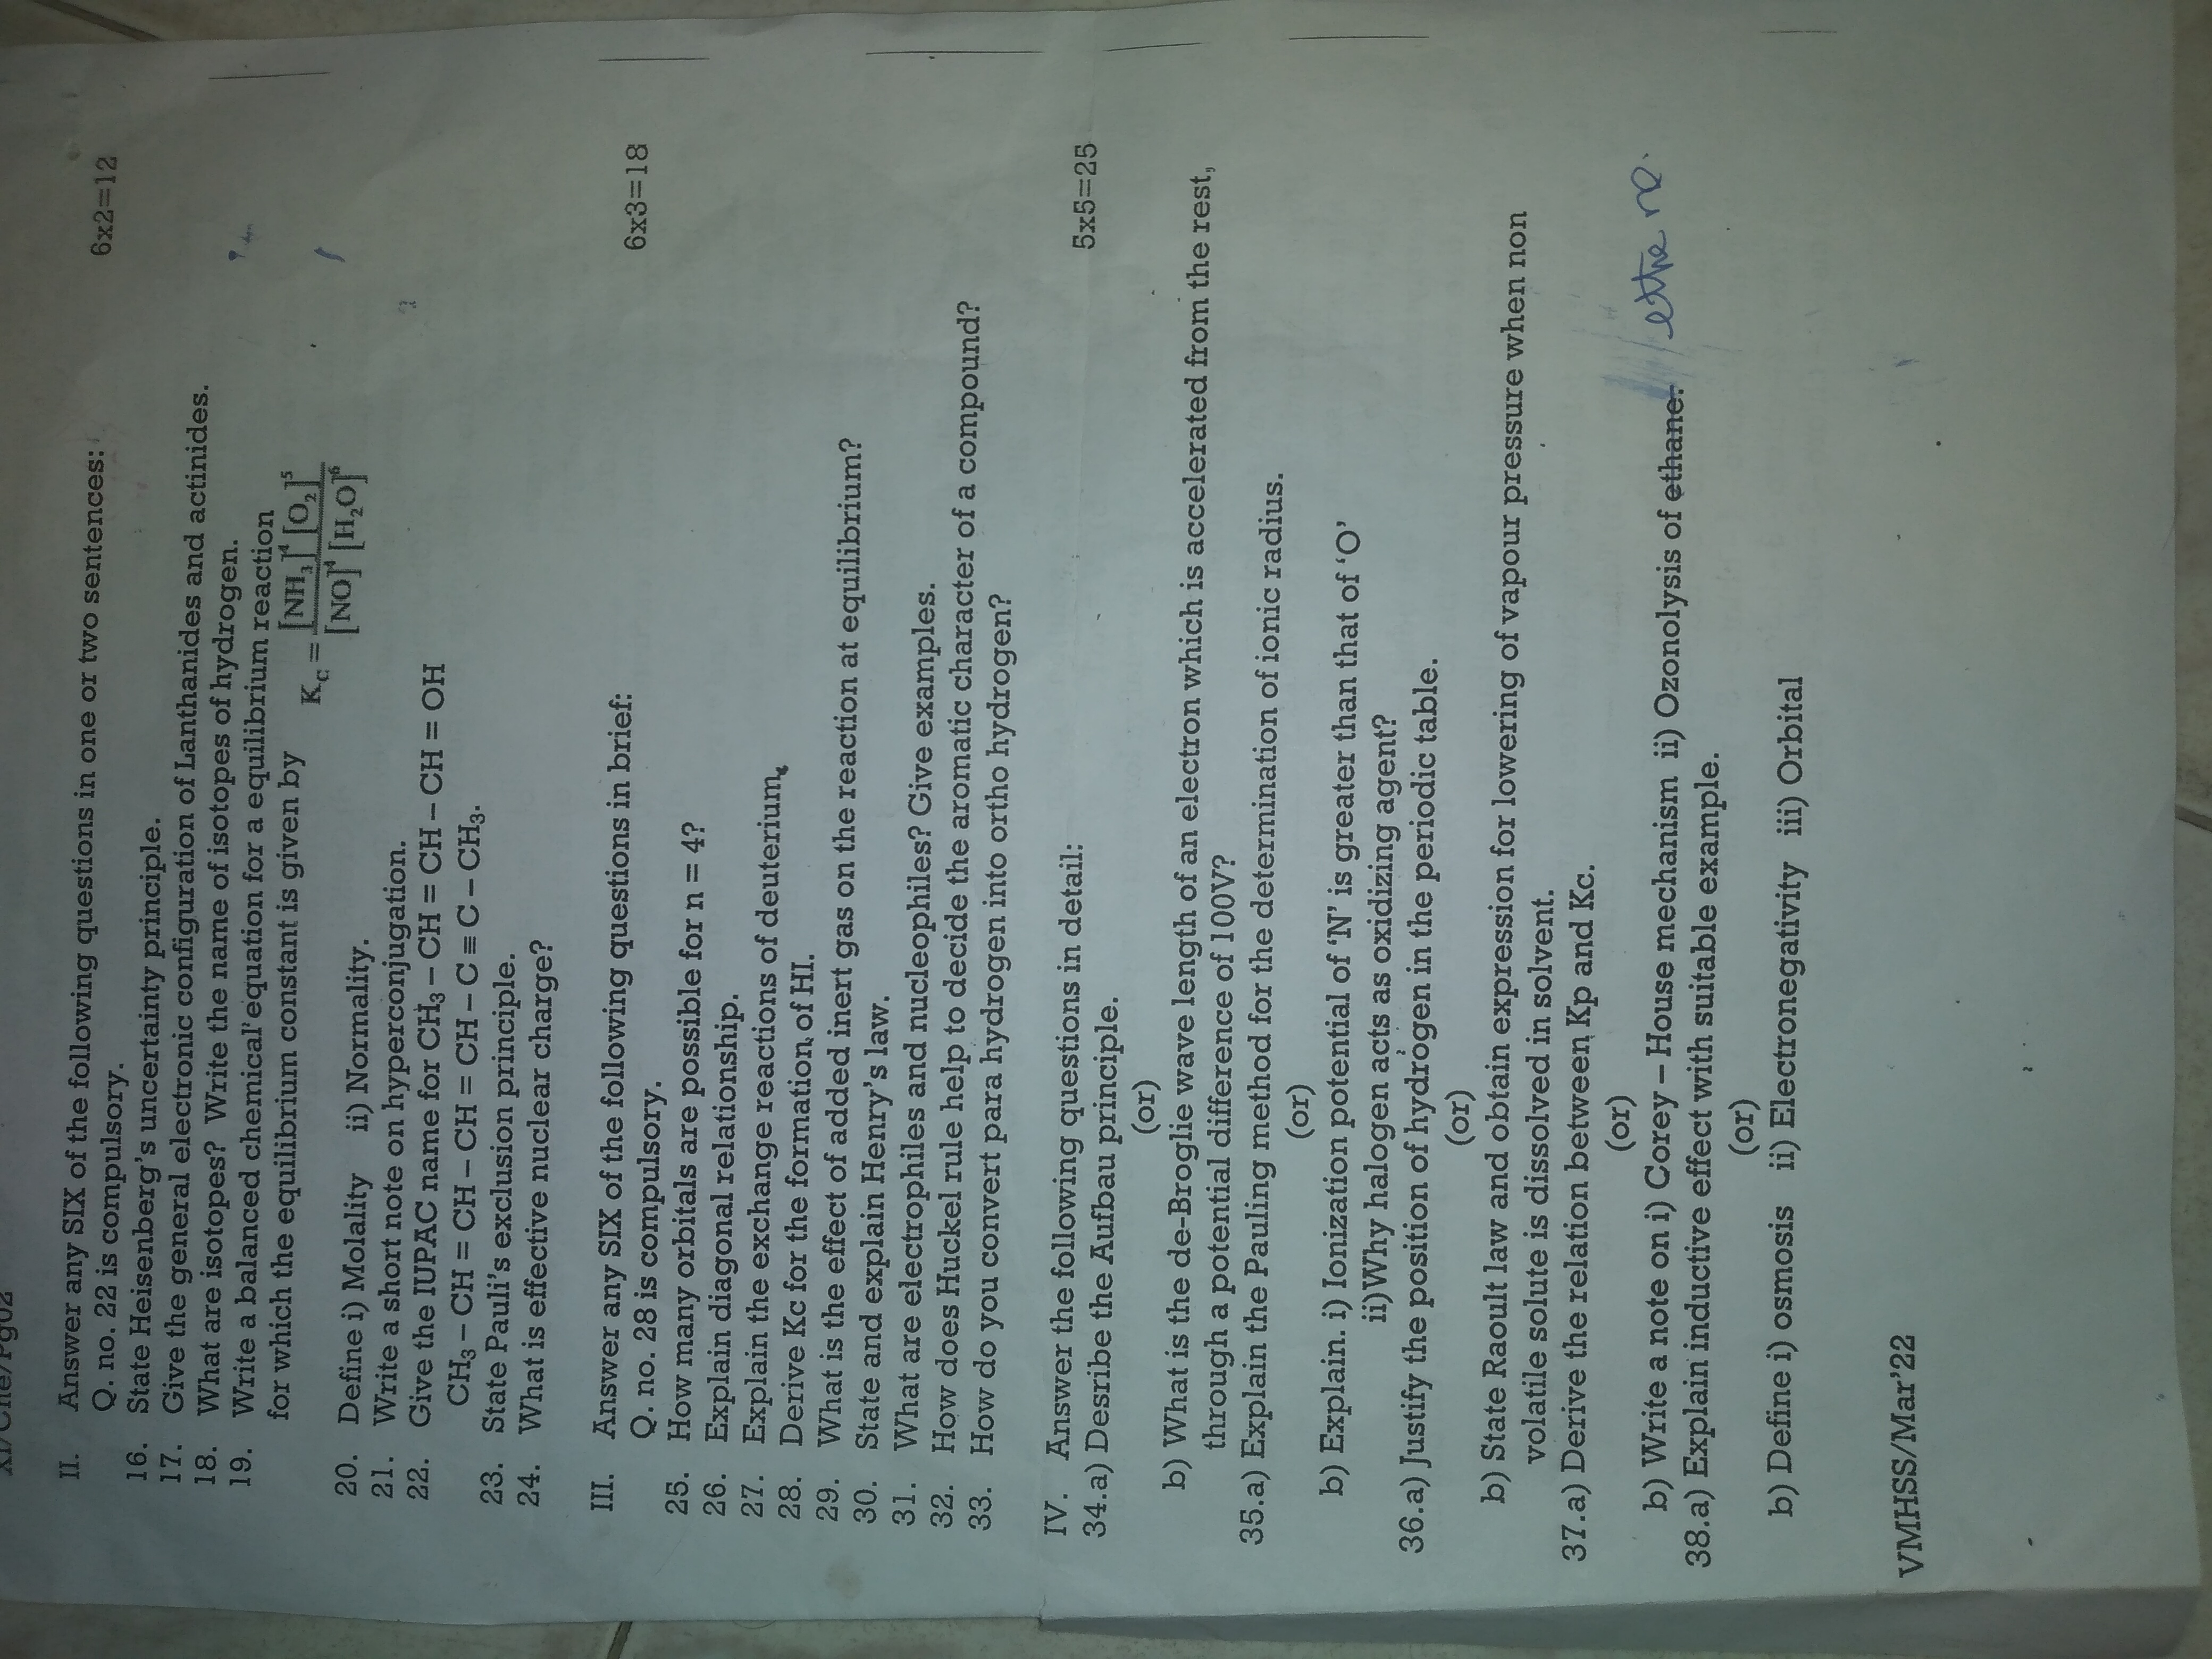 XI/Che/Pg02
II. Answer any SIX of the following questions in one or two sentences: 6x2=12
Q. no. 22 is compulsory.
16. State Heisenberg's uncertainty principle.
17. Give the general electronic configuration of Lanthanides and actinides.
18. What are isotopes? Write the name of isotopes of hydrogen.
19. Write a balanced chemical equation for a equilibrium reaction
for which the equilibrium constant is given by K_c = [NH₃]⁴ [O₂]⁵ / [NO]⁴ [H₂O]⁶
20. Define i) Molality ii) Normality.
21. Write a short note on hyperconjugation.
22. Give the IUPAC name for CH₃ – CH = CH – CH = OH
CH₃ – CH = CH – CH = CH – C ≡ C – CH₃.
23. State Pauli's exclusion principle.
24. What is effective nuclear charge?
III. Answer any SIX of the following questions in brief: 6x3=18
Q. no. 28 is compulsory.
25. How many orbitals are possible for n = 4?
26. Explain diagonal relationship.
27. Explain the exchange reactions of deuterium.
28. Derive Kc for the formation of HI.
29. What is the effect of added inert gas on the reaction at equilibrium?
30. State and explain Henry's law.
31. What are electrophiles and nucleophiles? Give examples.
32. How does Huckel rule help to decide the aromatic character of a compound?
33. How do you convert para hydrogen into ortho hydrogen?
IV. Answer the following questions in detail: 5x5=25
34.a) Desribe the Aufbau principle.
(or)
b) What is the de-Broglie wave length of an electron which is accelerated from the rest,
through a potential difference of 100V?
35.a) Explain the Pauling method for the determination of ionic radius.
(or)
b) Explain. i) Ionization potential of 'N' is greater than that of 'O'
ii)Why halogen acts as oxidizing agent?
36.a) Justify the position of hydrogen in the periodic table.
(or)
b) State Raoult law and obtain expression for lowering of vapour pressure when non
volatile solute is dissolved in solvent.
37.a) Derive the relation between Kp and Kc.
(or)
b) Write a note on i) Corey – House mechanism ii) Ozonolysis of ethane. ethene.
38.a) Explain inductive effect with suitable example.
(or)
b) Define i) osmosis ii) Electronegativity iii) Orbital
VMHSS/Mar'22